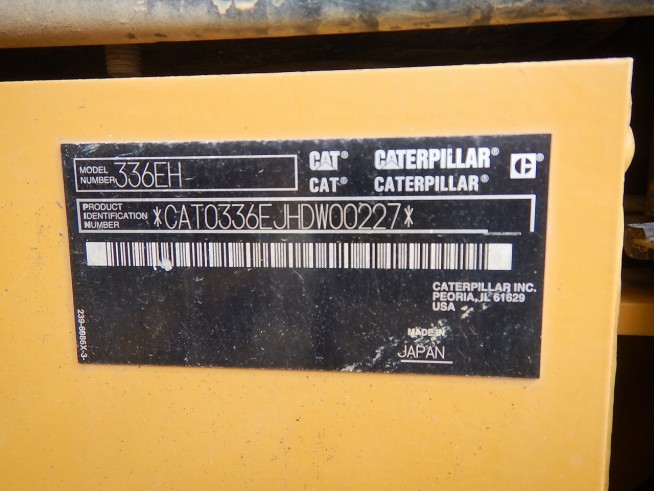 MODEL NUMBER 336EH
CAT® CATERPILLAR® C®
CAT® CATERPILLAR®
PRODUCT IDENTIFICATION NUMBER *CAT0336EJHDW00227*
CATERPILLAR INC.
PEORIA, IL 61629
USA
MADE IN
JAPAN